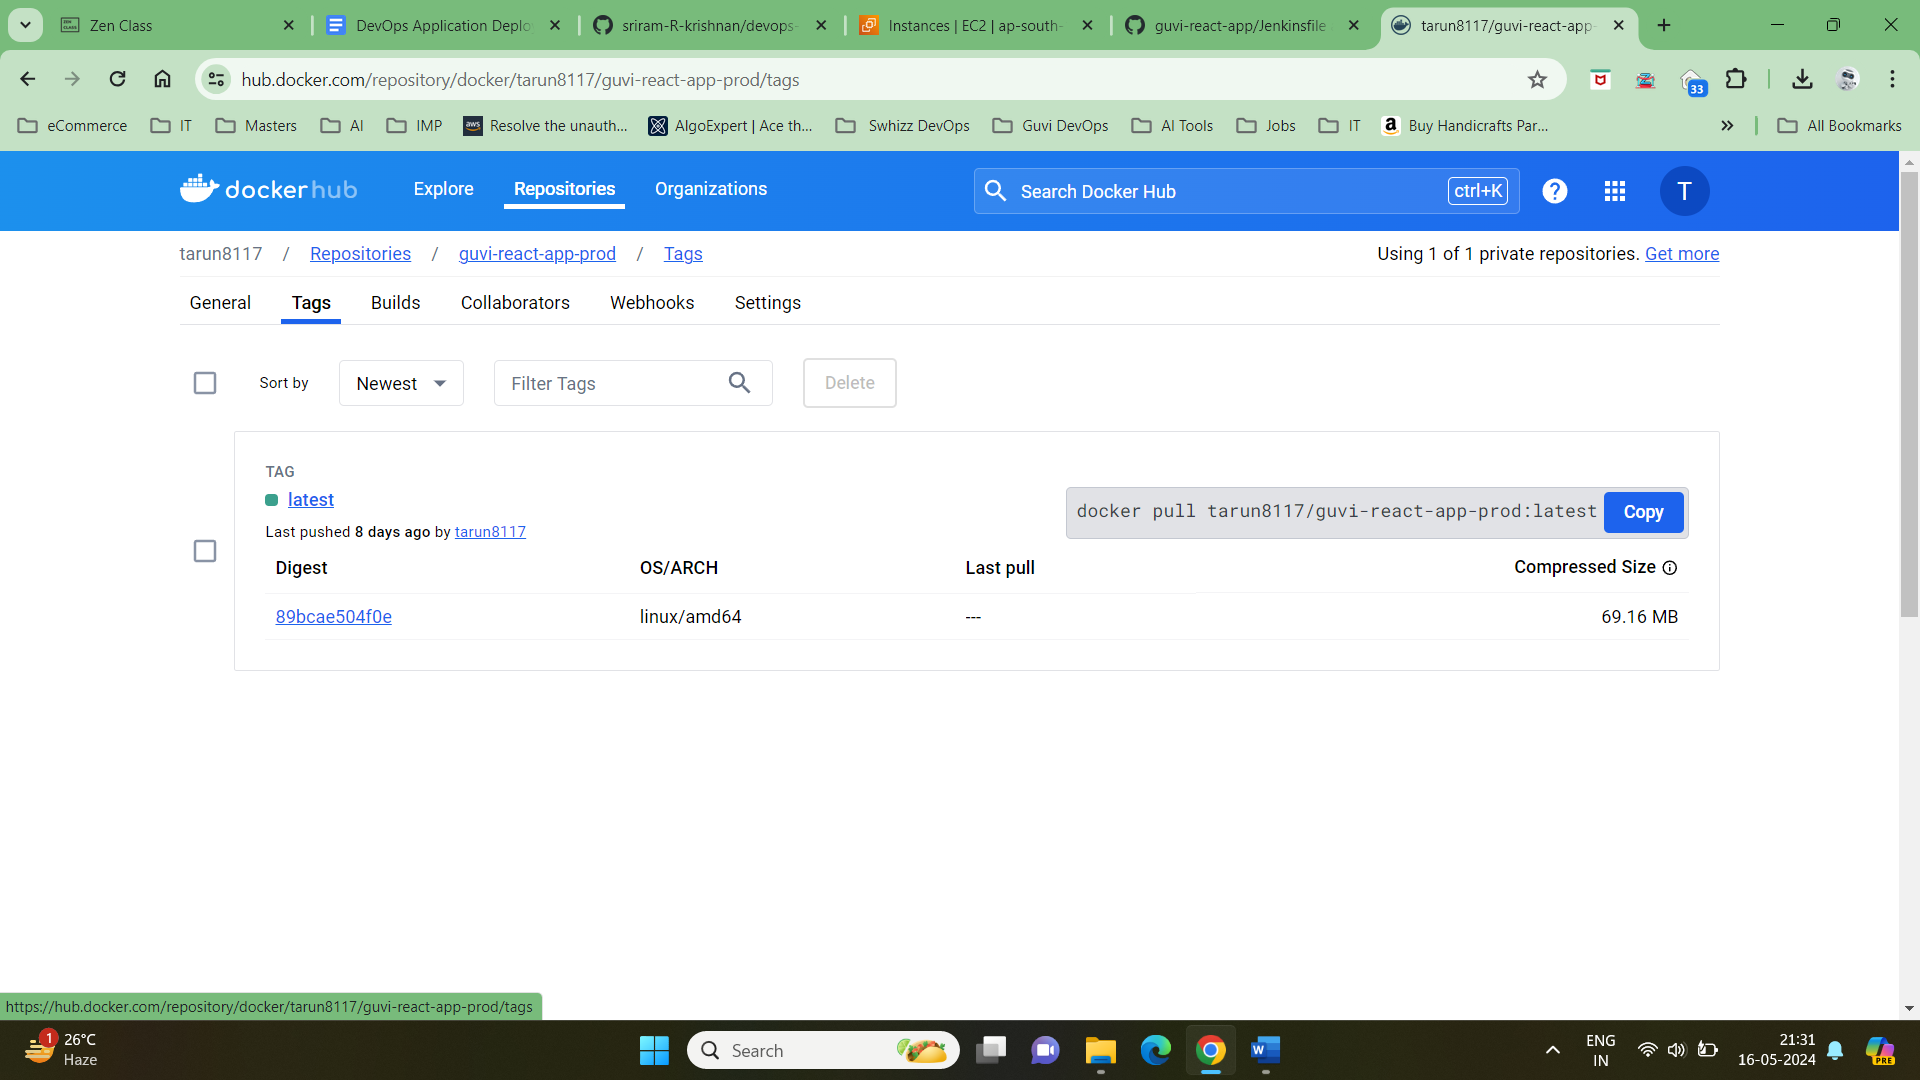 Zen Class
DevOps Application Deplo
sriram-R-krishnan/devops-
Instances | EC2 | ap-south-
guvi-react-app/Jenkinsfile
tarun8117/guvi-react-app-
hub.docker.com/repository/docker/tarun8117/guvi-react-app-prod/tags
33
eCommerce
IT
Masters
AI
IMP
aws
Resolve the unauth...
AlgoExpert | Ace th...
Swhizz DevOps
Guvi DevOps
AI Tools
Jobs
IT
Buy Handicrafts Par...
All Bookmarks
dockerhub
Explore
Repositories
Organizations
Search Docker Hub
ctrl+K
?
T
tarun8117 / Repositories / guvi-react-app-prod / Tags
Using 1 of 1 private repositories. Get more
General
Tags
Builds
Collaborators
Webhooks
Settings
Sort by
Newest
Filter Tags
Delete
TAG
latest
docker pull tarun8117/guvi-react-app-prod:latest
Copy
Last pushed 8 days ago by tarun8117
Digest
OS/ARCH
Last pull
Compressed Size
89bcae504f0e
linux/amd64
---
69.16 MB
https://hub.docker.com/repository/docker/tarun8117/guvi-react-app-prod/tags
1
26°C
Haze
Search
ENG
IN
21:31
16-05-2024
PRE